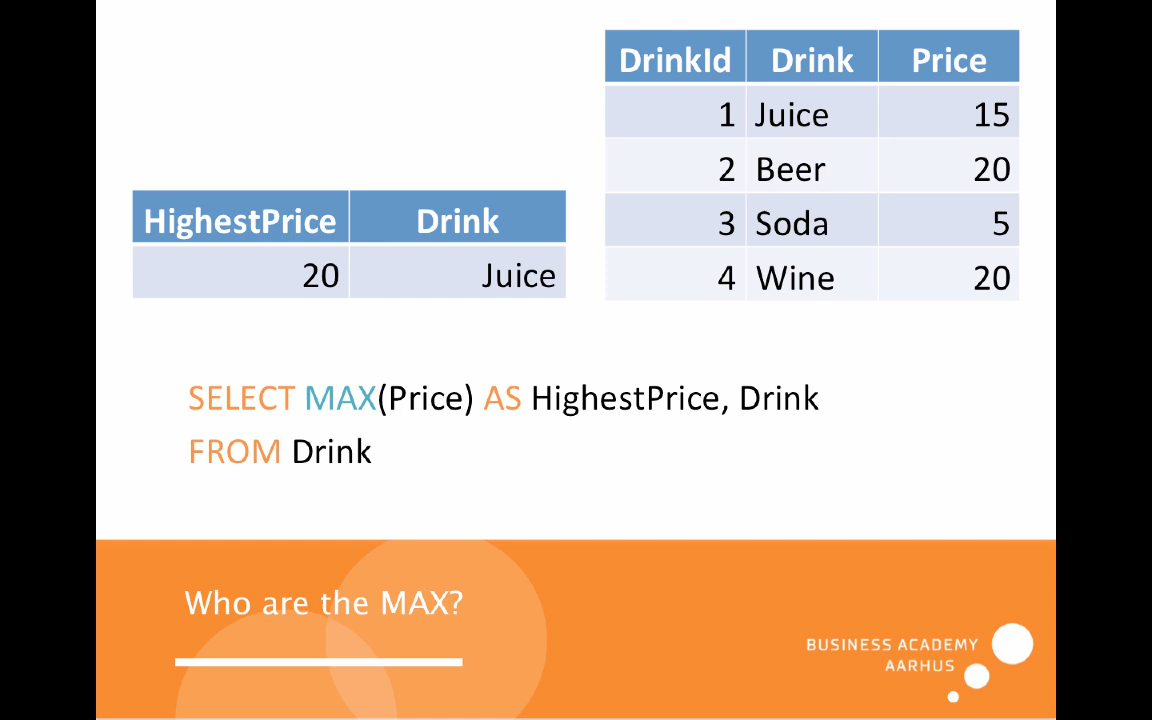 DrinkId Drink Price
1 Juice 15
2 Beer 20
3 Soda 5
4 Wine 20
HighestPrice Drink
20 Juice
SELECT MAX(Price) AS HighestPrice, Drink
FROM Drink
Who are the MAX?
BUSINESS ACADEMY
AARHUS